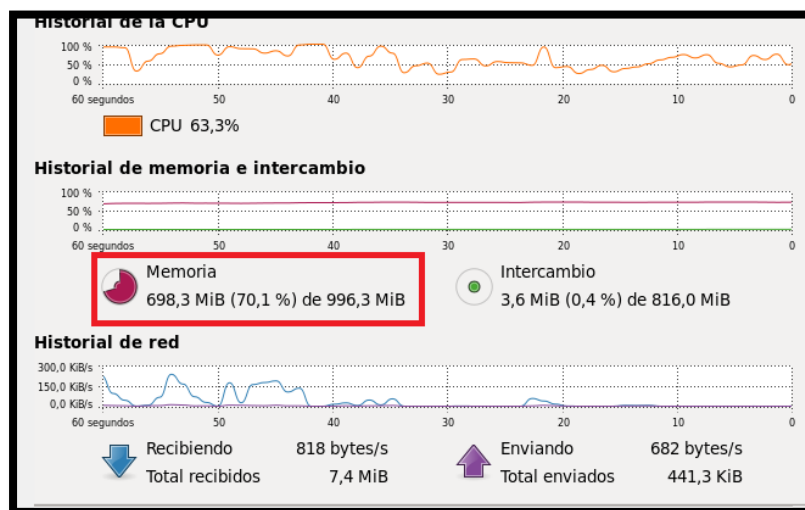 Historial de la CPU
100 %
50 %
0 %
60 segundos 50 40 30 20 10 0
CPU 63,3%
Historial de memoria e intercambio
100 %
50 %
0 %
60 segundos 50 40 30 20 10 0
Memoria Intercambio
698,3 MiB (70,1 %) de 996,3 MiB 3,6 MiB (0,4 %) de 816,0 MiB
Historial de red
300,0 KiB/s
150,0 KiB/s
0,0 KiB/s
60 segundos 50 40 30 20 10 0
Recibiendo 818 bytes/s Enviando 682 bytes/s
Total recibidos 7,4 MiB Total enviados 441,3 KiB